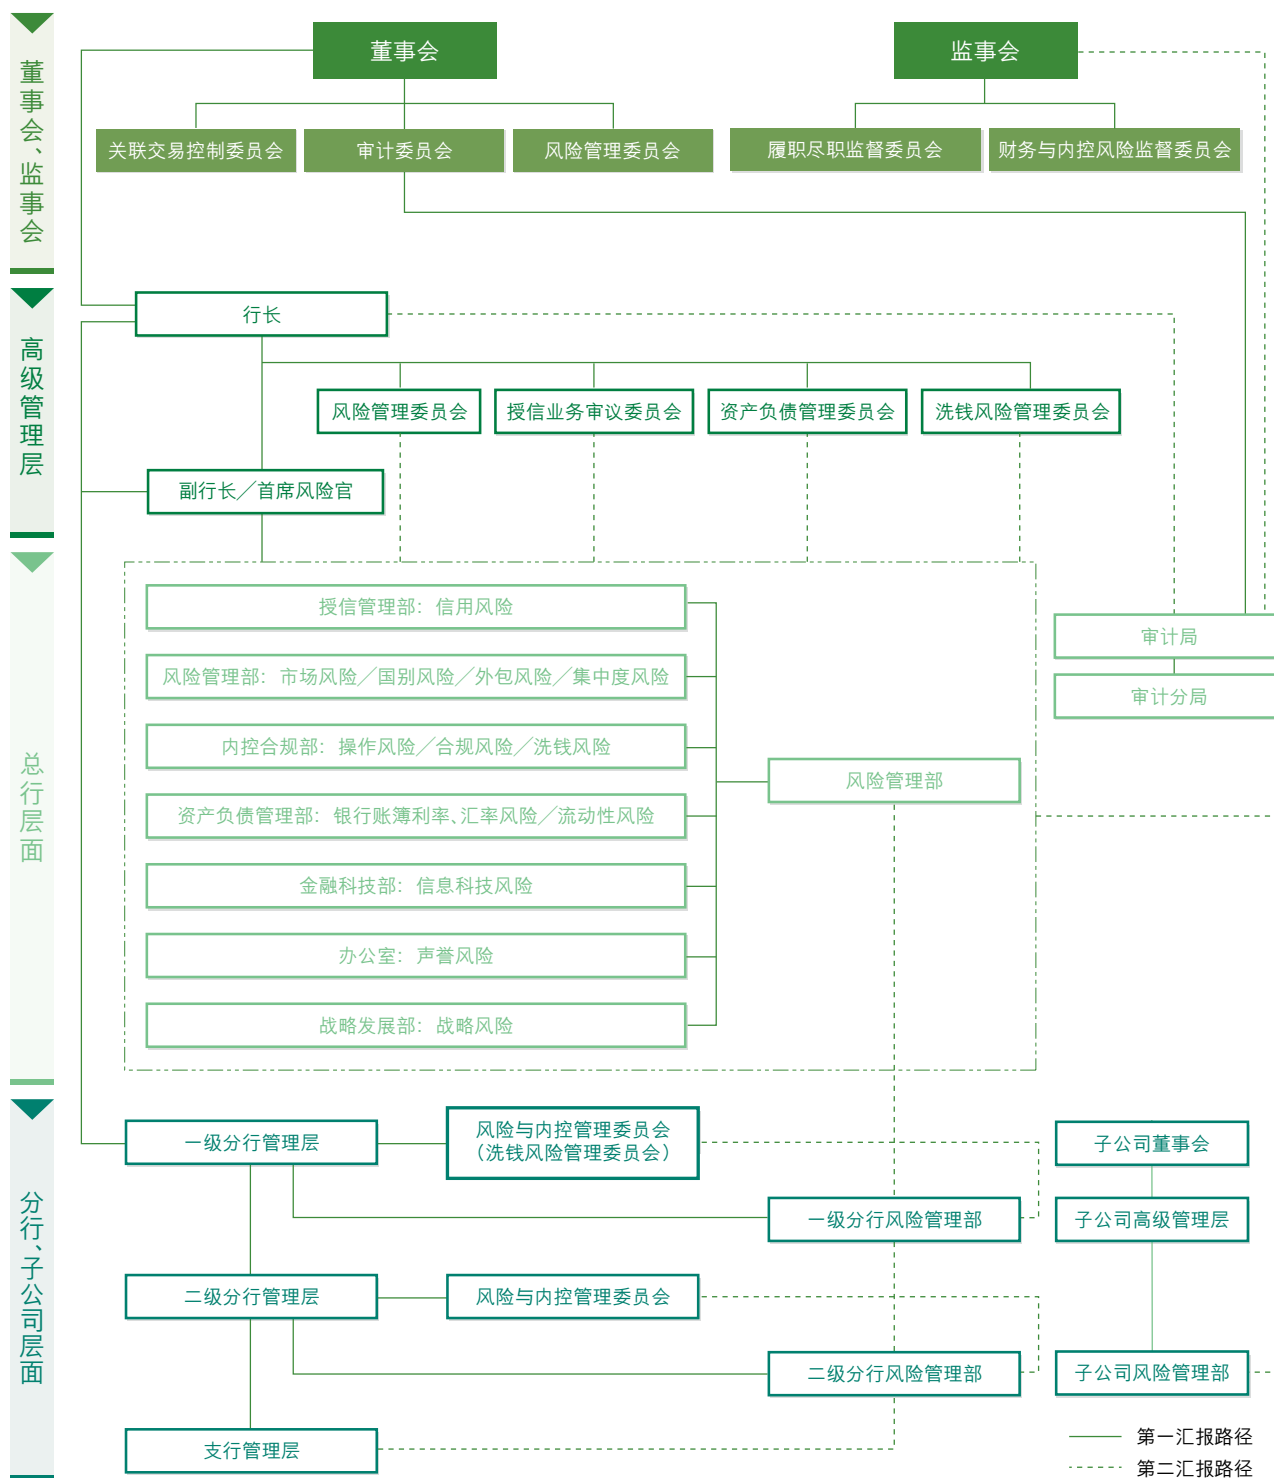 董事会、监事会
董事会
监事会
关联交易控制委员会
审计委员会
风险管理委员会
履职尽职监督委员会
财务与内控风险监督委员会
高级管理层
行长
风险管理委员会
授信业务审议委员会
资产负债管理委员会
洗钱风险管理委员会
副行长／首席风险官
总行层面
授信管理部：信用风险
风险管理部：市场风险／国别风险／外包风险／集中度风险
内控合规部：操作风险／合规风险／洗钱风险
资产负债管理部：银行账簿利率、汇率风险／流动性风险
金融科技部：信息科技风险
办公室：声誉风险
战略发展部：战略风险
风险管理部
审计局
审计分局
分行、子公司层面
一级分行管理层
风险与内控管理委员会
（洗钱风险管理委员会）
子公司董事会
一级分行风险管理部
子公司高级管理层
二级分行管理层
风险与内控管理委员会
二级分行风险管理部
子公司风险管理部
支行管理层
第一汇报路径
第二汇报路径